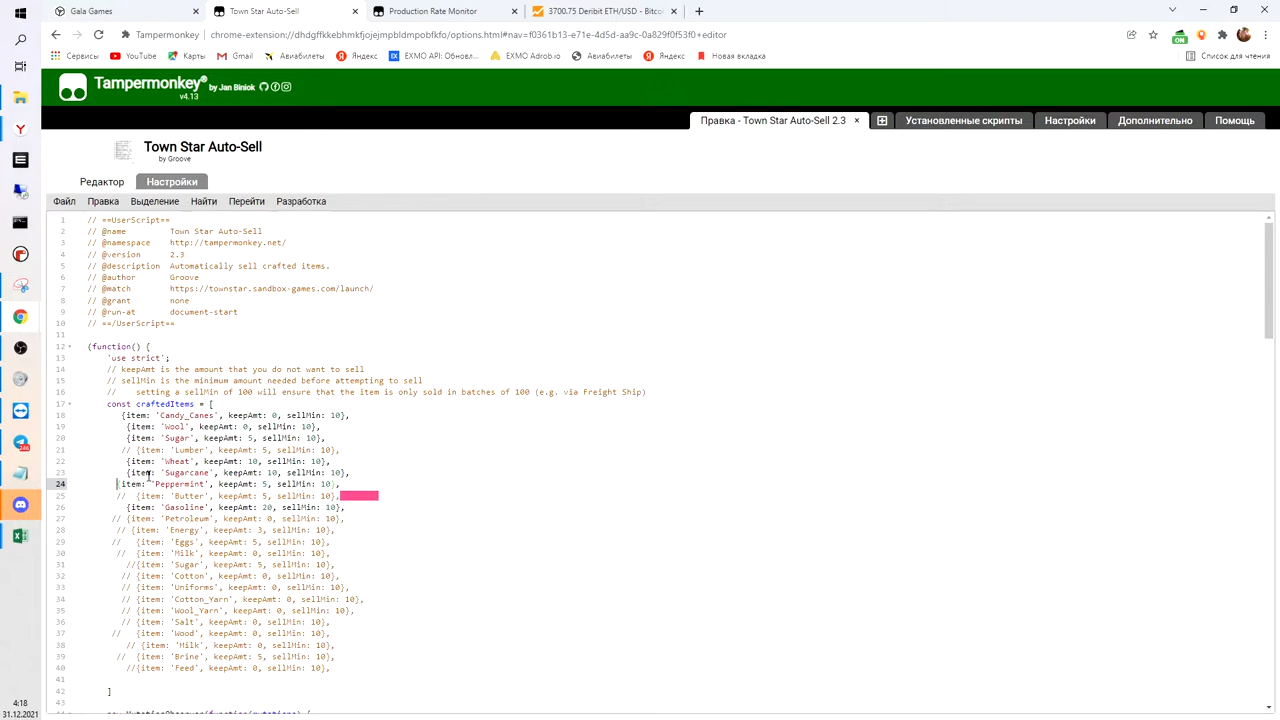 Gala Games
Town Star Auto-Sell
Production Rate Monitor
3700.75 Deribit ETH/USD - Bitco
Tampermonkey | chrome-extension://dhdgffkkebhmkfjojejmpbldmpobfkfo/options.html#nav=f0361b13-e71e-4d5d-aa9c-0a829f0f53f0+editor
Сервисы YouTube Карты Gmail Авиабилеты Яндекс EXMO API: Обновл... EXMO Авиабилеты Яндекс Новая вкладка Список для чтения
Tampermonkey® by Jan Biniok
v4.13
Правка - Town Star Auto-Sell 2.3 × Установленные скрипты Настройки Дополнительно Помощь
Town Star Auto-Sell
by Groove
Редактор Настройки
Файл Правка Выделение Найти Перейти Разработка
1 // ==UserScript==
2 // @name Town Star Auto-Sell
3 // @namespace http://tampermonkey.net/
4 // @version 2.3
5 // @description Automatically sell crafted items.
6 // @author Groove
7 // @match https://townstar.sandbox-games.com/launch/
8 // @grant none
9 // @run-at document-start
10 // ==/UserScript==
11
12 (function() {
13 'use strict';
14 // keepAmt is the amount that you do not want to sell
15 // sellMin is the minimum amount needed before attempting to sell
16 // setting a sellMin of 100 will ensure that the item is only sold in batches of 100 (e.g. via Freight Ship)
17 const craftedItems = [
18 {item: 'Candy_Canes', keepAmt: 0, sellMin: 10},
19 {item: 'Wool', keepAmt: 0, sellMin: 10},
20 {item: 'Sugar', keepAmt: 5, sellMin: 10},
21 // {item: 'Lumber', keepAmt: 5, sellMin: 10},
22 {item: 'Wheat', keepAmt: 10, sellMin: 10},
23 {item: 'Sugarcane', keepAmt: 10, sellMin: 10},
24 {item: 'Peppermint', keepAmt: 5, sellMin: 10},
25 // {item: 'Butter', keepAmt: 5, sellMin: 10},
26 {item: 'Gasoline', keepAmt: 20, sellMin: 10},
27 // {item: 'Petroleum', keepAmt: 0, sellMin: 10},
28 // {item: 'Energy', keepAmt: 3, sellMin: 10},
29 // {item: 'Eggs', keepAmt: 5, sellMin: 10},
30 // {item: 'Milk', keepAmt: 0, sellMin: 10},
31 //{item: 'Sugar', keepAmt: 5, sellMin: 10},
32 // {item: 'Cotton', keepAmt: 0, sellMin: 10},
33 // {item: 'Uniforms', keepAmt: 0, sellMin: 10},
34 // {item: 'Cotton_Yarn', keepAmt: 0, sellMin: 10},
35 // {item: 'Wool_Yarn', keepAmt: 0, sellMin: 10},
36 // {item: 'Salt', keepAmt: 0, sellMin: 10},
37 // {item: 'Wood', keepAmt: 0, sellMin: 10},
38 // {item: 'Milk', keepAmt: 0, sellMin: 10},
39 // {item: 'Brine', keepAmt: 5, sellMin: 10},
40 //{item: 'Feed', keepAmt: 0, sellMin: 10},
41
42 ]
43
new MutationObserver(function(mutations) {
4:18
31.12.2021